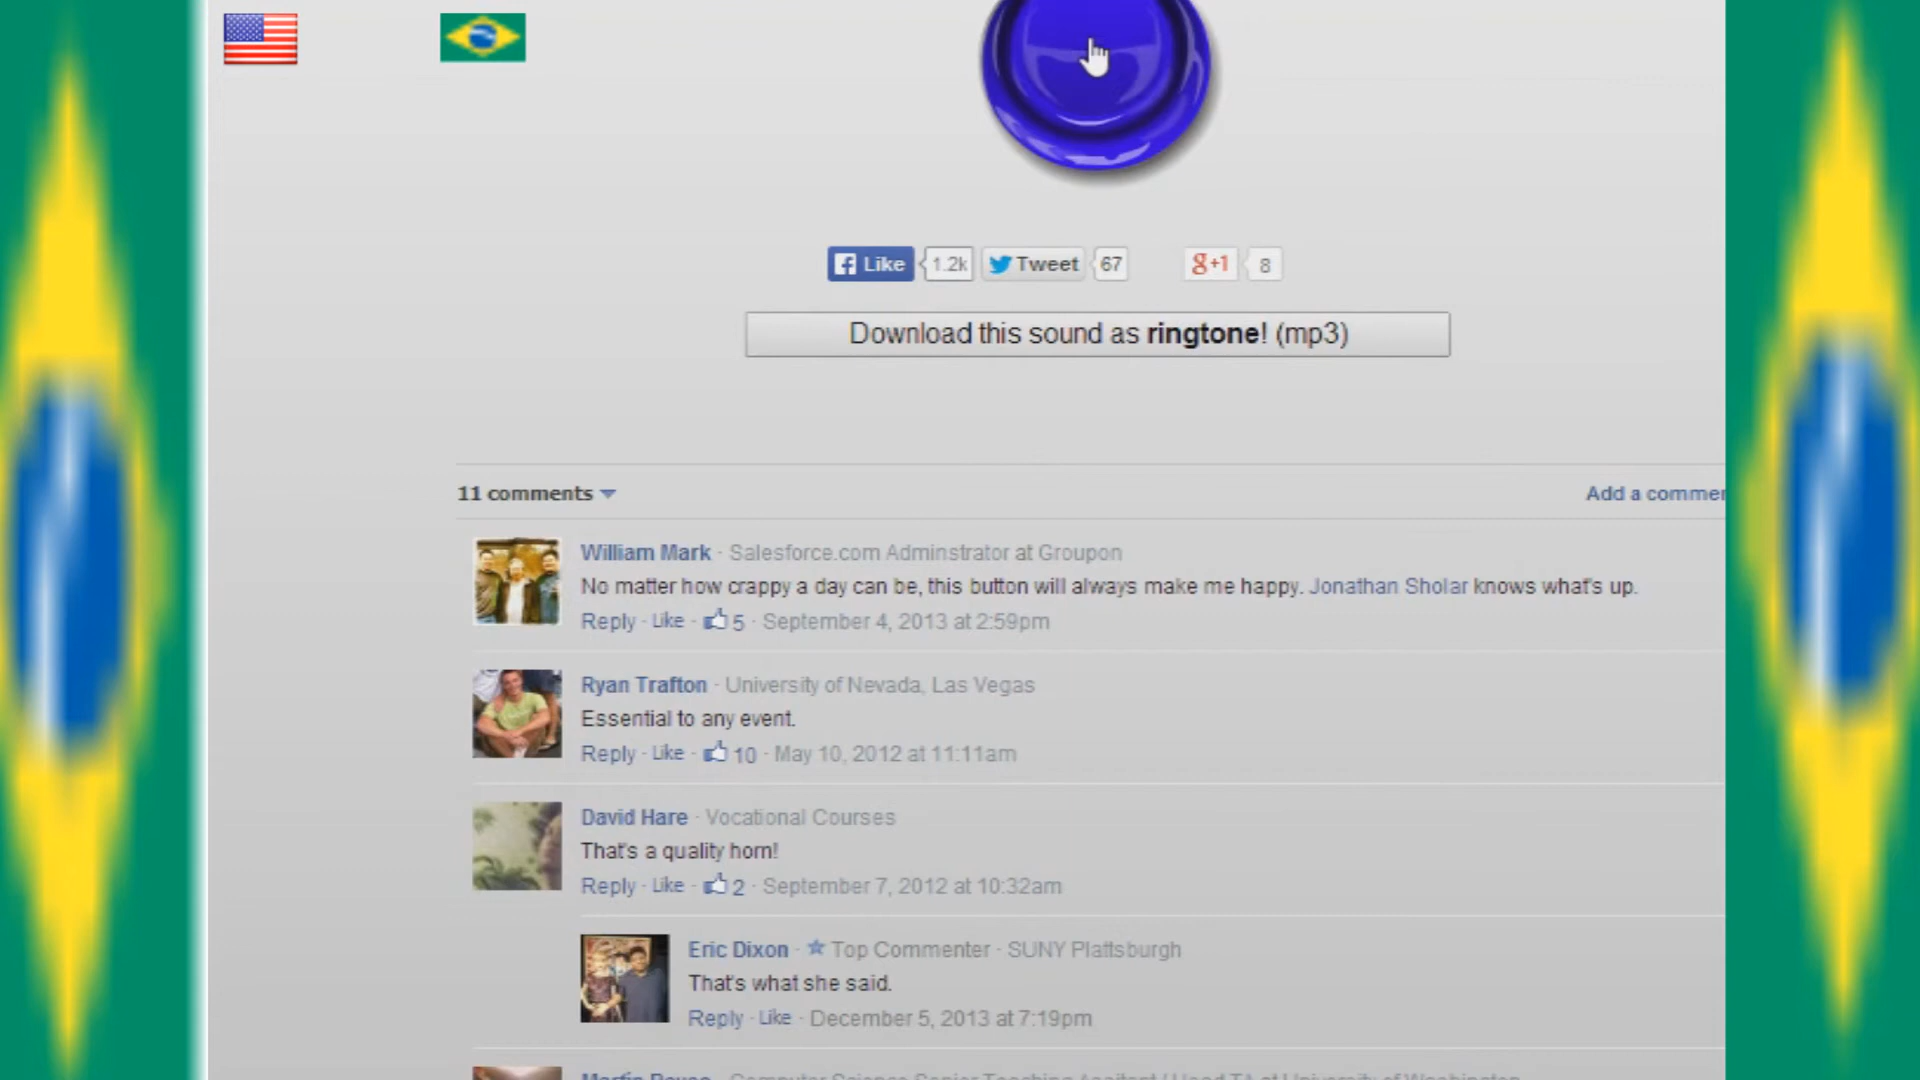 Like 1.2k Tweet 67 g+1 8
Download this sound as ringtone! (mp3)
11 comments
Add a commen
William Mark · Salesforce.com Adminstrator at Groupon
No matter how crappy a day can be, this button will always make me happy. Jonathan Sholar knows what's up.
Reply · Like · 5 · September 4, 2013 at 2:59pm
Ryan Trafton · University of Nevada, Las Vegas
Essential to any event.
Reply · Like · 10 · May 10, 2012 at 11:11am
David Hare · Vocational Courses
That's a quality horn!
Reply · Like · 2 · September 7, 2012 at 10:32am
Eric Dixon · Top Commenter · SUNY Plattsburgh
That's what she said.
Reply · Like · December 5, 2013 at 7:19pm